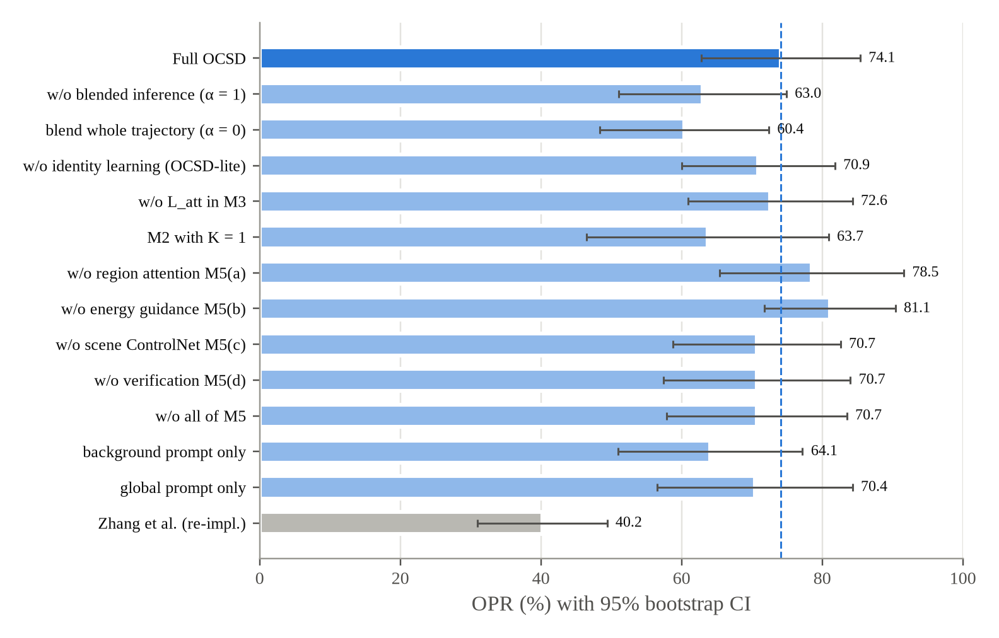 Full OCSD 74.1
w/o blended inference (α = 1) 63.0
blend whole trajectory (α = 0) 60.4
w/o identity learning (OCSD-lite) 70.9
w/o L_att in M3 72.6
M2 with K = 1 63.7
w/o region attention M5(a) 78.5
w/o energy guidance M5(b) 81.1
w/o scene ControlNet M5(c) 70.7
w/o verification M5(d) 70.7
w/o all of M5 70.7
background prompt only 64.1
global prompt only 70.4
Zhang et al. (re-impl.) 40.2
0 20 40 60 80 100
OPR (%) with 95% bootstrap CI